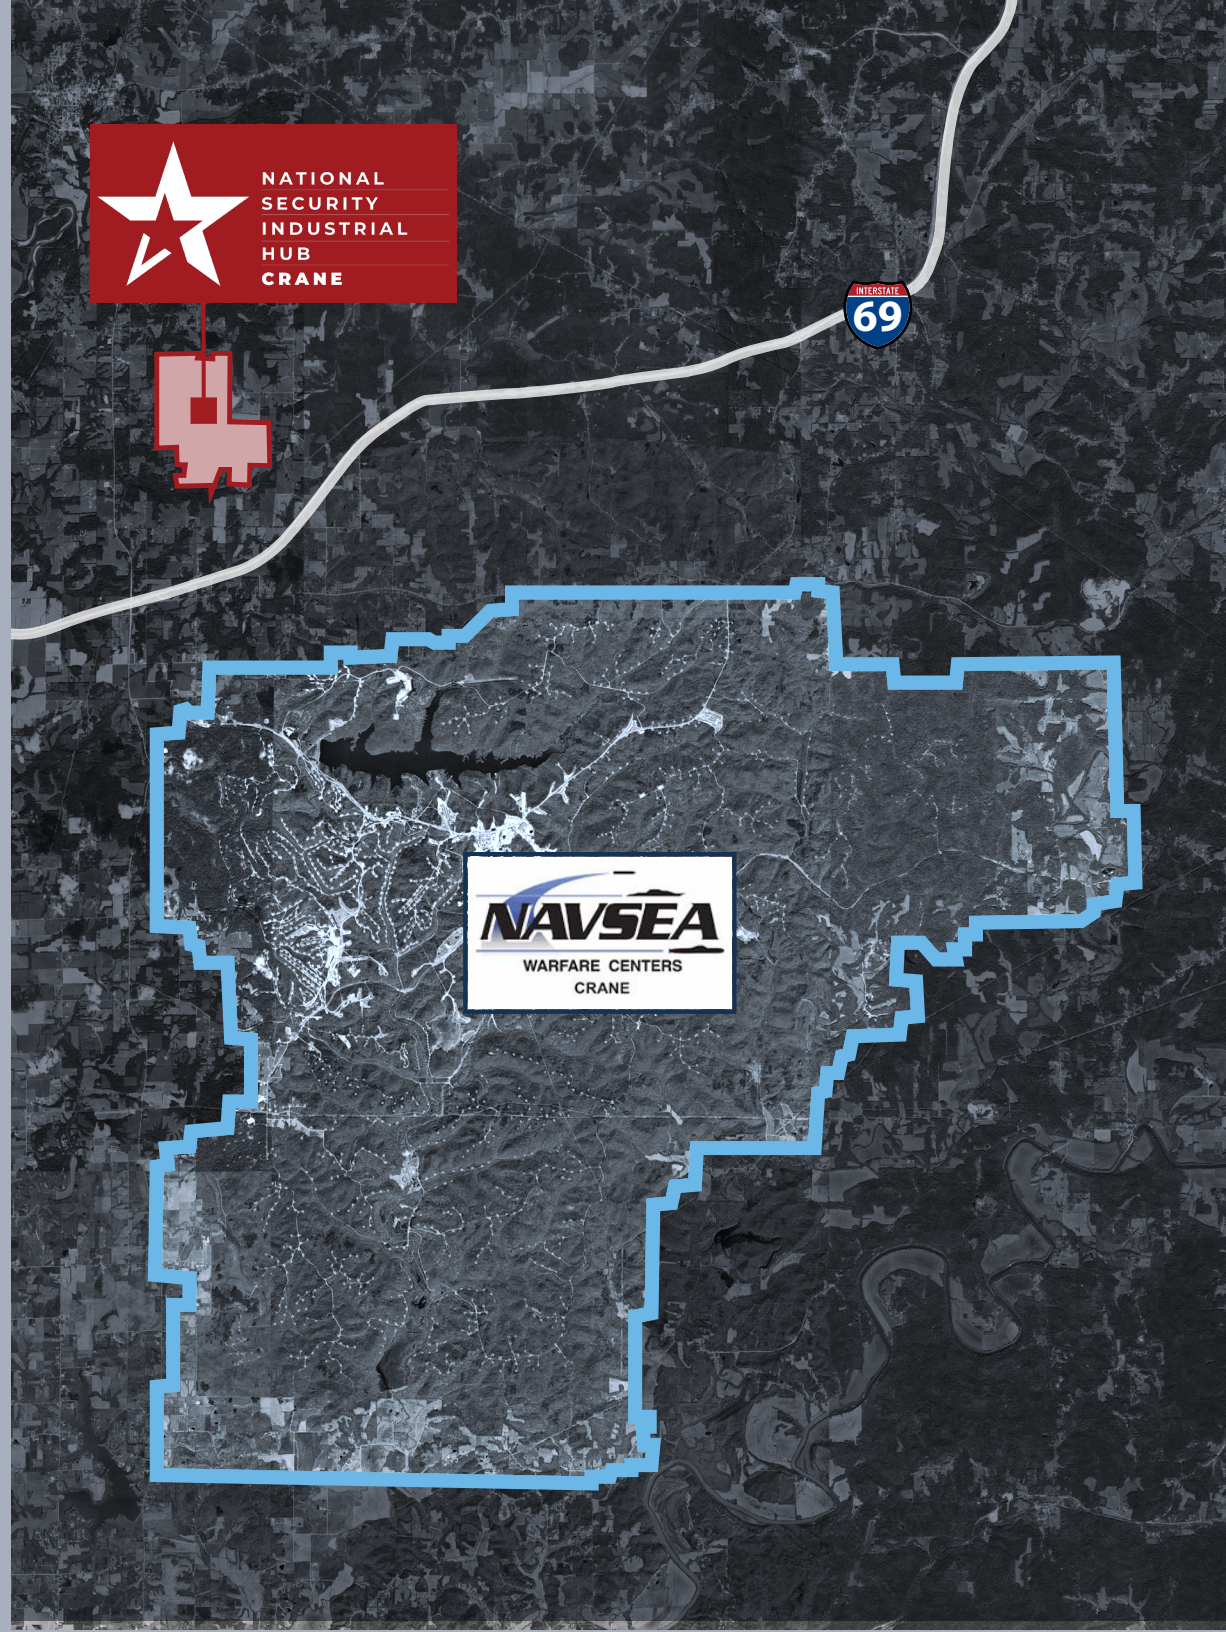 NATIONAL
SECURITY
INDUSTRIAL
HUB
CRANE
INTERSTATE
69
NAVSEA
WARFARE CENTERS
CRANE